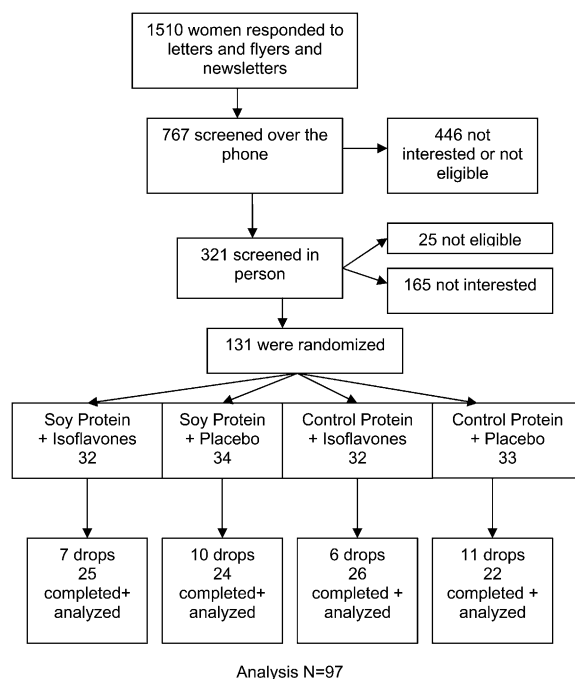 1510 women responded to
letters and flyers and
newsletters
767 screened over the
phone
446 not
interested or not
eligible
321 screened in
person
25 not eligible
165 not interested
131 were randomized
Soy Protein
+ Isoflavones
32
Soy Protein
+ Placebo
34
Control Protein
+ Isoflavones
32
Control Protein
+ Placebo
33
7 drops
25
completed+
analyzed
10 drops
24
completed+
analyzed
6 drops
26
completed +
analyzed
11 drops
22
completed +
analyzed
Analysis N=97